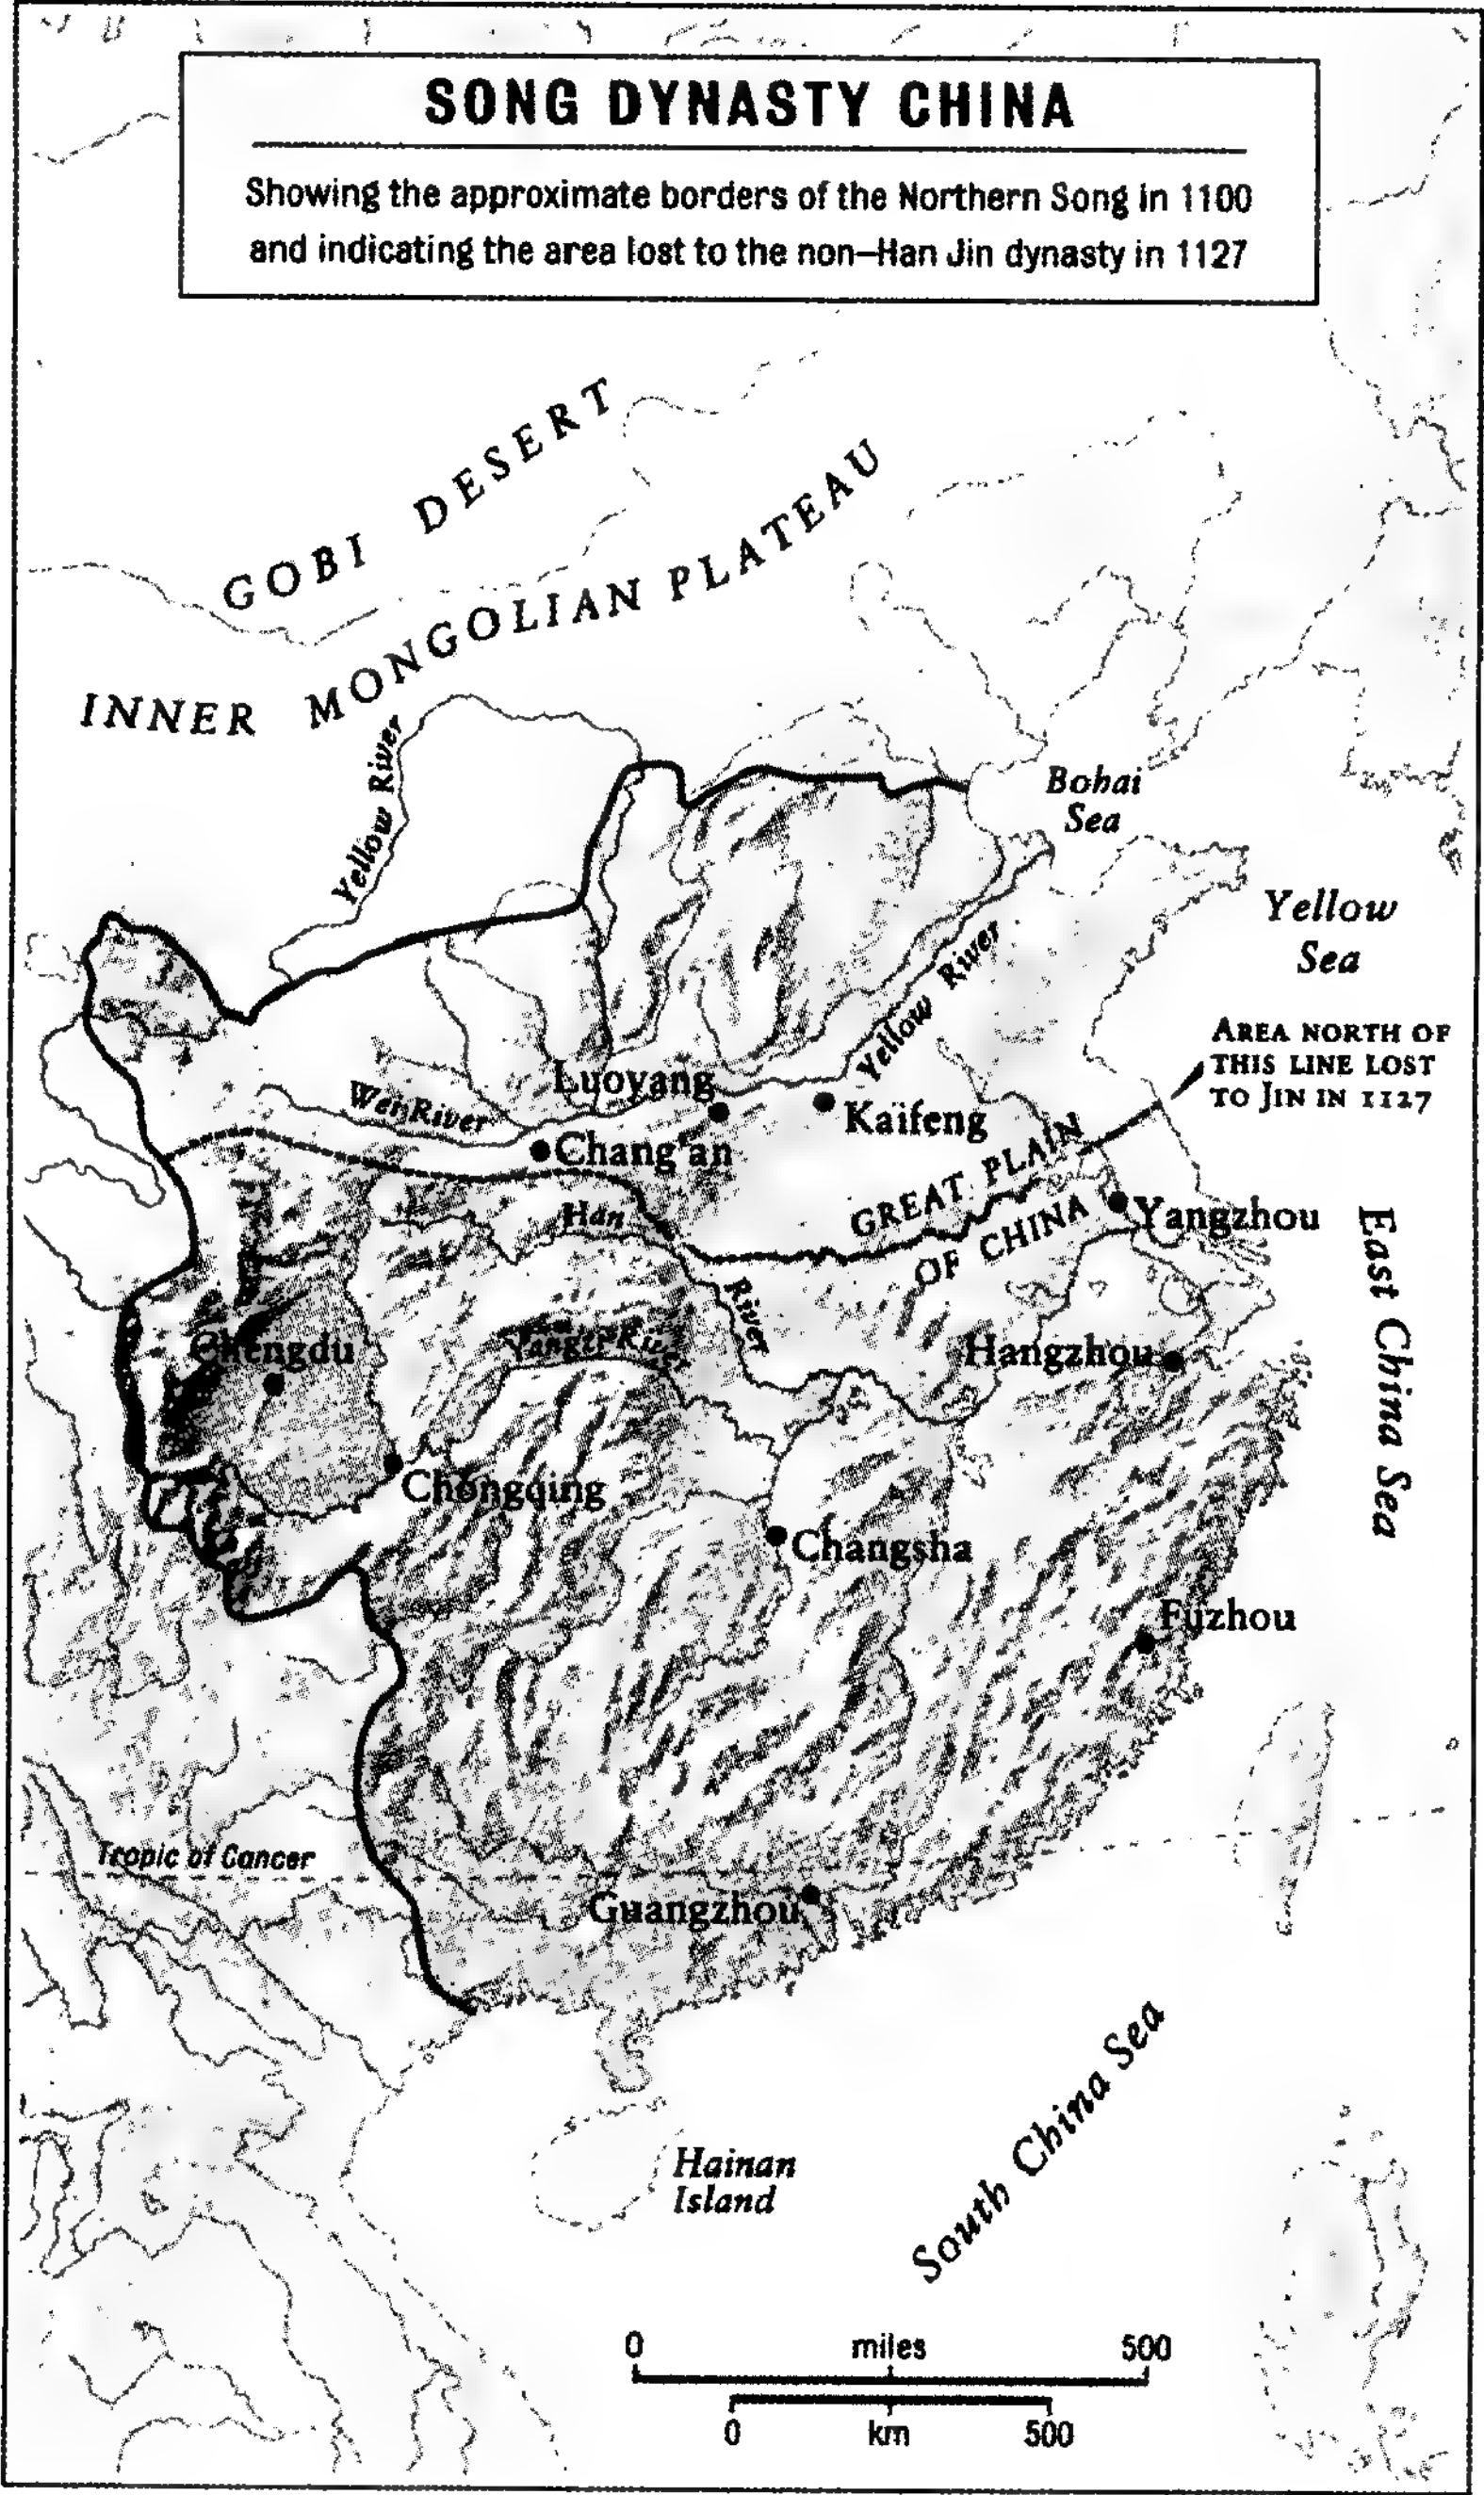 SONG DYNASTY CHINA
Showing the approximate borders of the Northern Song in 1100
and indicating the area lost to the non–Han Jin dynasty in 1127
GOBI DESERT
INNER MONGOLIAN PLATEAU
Yellow River
Bohai
Sea
Yellow
Sea
Yellow River
AREA NORTH OF
THIS LINE LOST
TO JIN IN 1127
Luoyang
Wei River
Kaifeng
Chang'an
GREAT PLAIN
OF CHINA
Han
River
Yangzhou
East China Sea
Chengdu
Yangzi River
Hangzhou
Chongqing
Changsha
Fuzhou
Tropic of Cancer
Guangzhou
Hainan
Island
South China Sea
0 miles 500
0 km 500